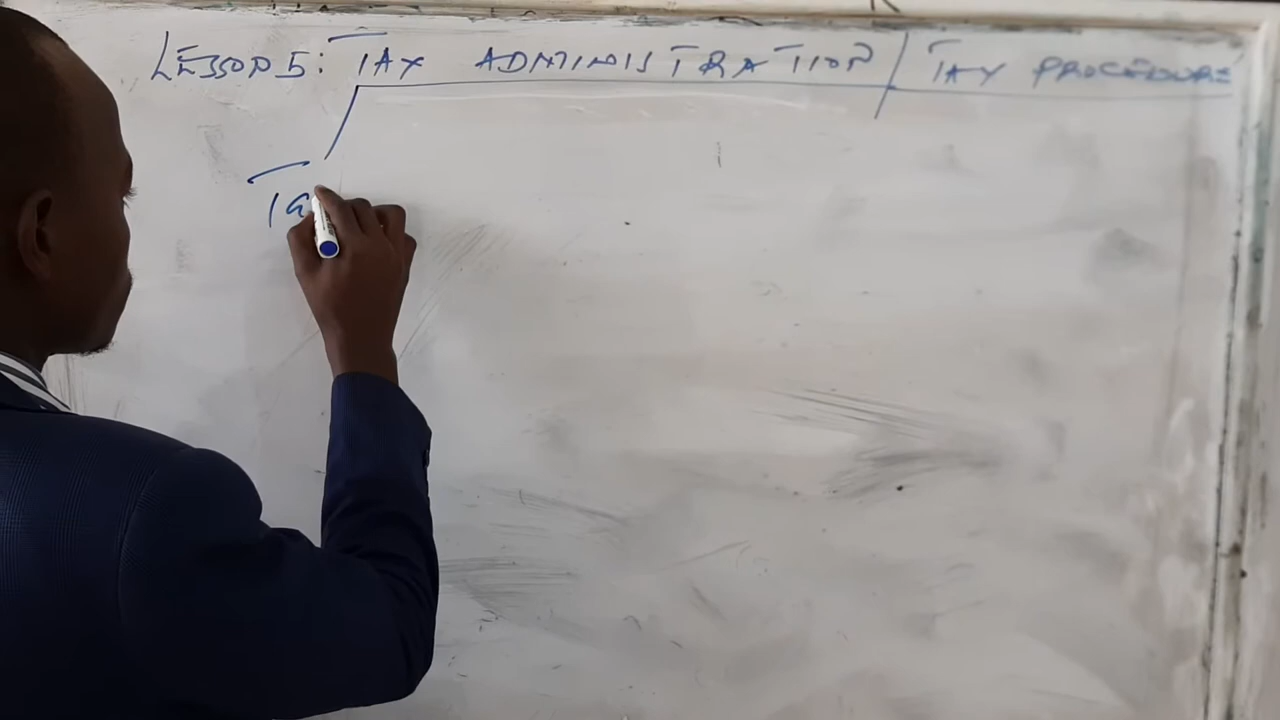 LESSON 5: TAX ADMINISTRATION / TAX PROCEDURE
Ta